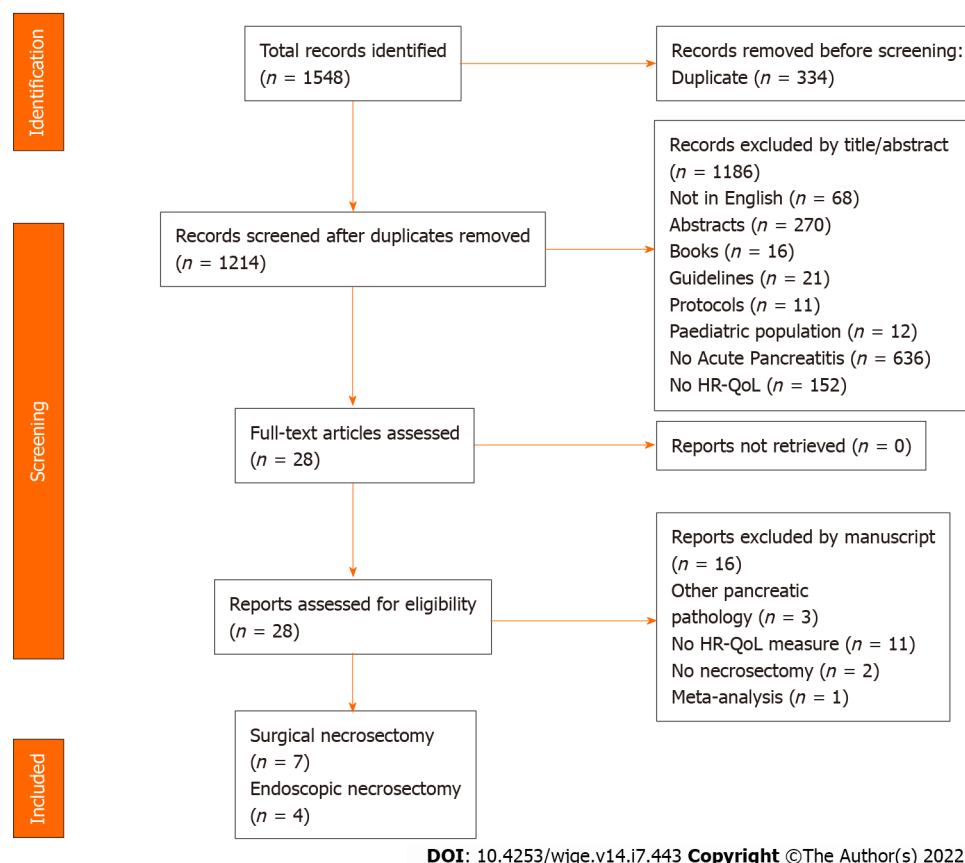 Identification
Total records identified
(n = 1548)
Records removed before screening:
Duplicate (n = 334)
Screening
Records screened after duplicates removed
(n = 1214)
Records excluded by title/abstract
(n = 1186)
Not in English (n = 68)
Abstracts (n = 270)
Books (n = 16)
Guidelines (n = 21)
Protocols (n = 11)
Paediatric population (n = 12)
No Acute Pancreatitis (n = 636)
No HR-QoL (n = 152)
Full-text articles assessed
(n = 28)
Reports not retrieved (n = 0)
Reports assessed for eligibility
(n = 28)
Reports excluded by manuscript
(n = 16)
Other pancreatic
pathology (n = 3)
No HR-QoL measure (n = 11)
No necrosectomy (n = 2)
Meta-analysis (n = 1)
Included
Surgical necrosectomy
(n = 7)
Endoscopic necrosectomy
(n = 4)
DOI: 10.4253/wjge.v14.i7.443 Copyright ©The Author(s) 2022